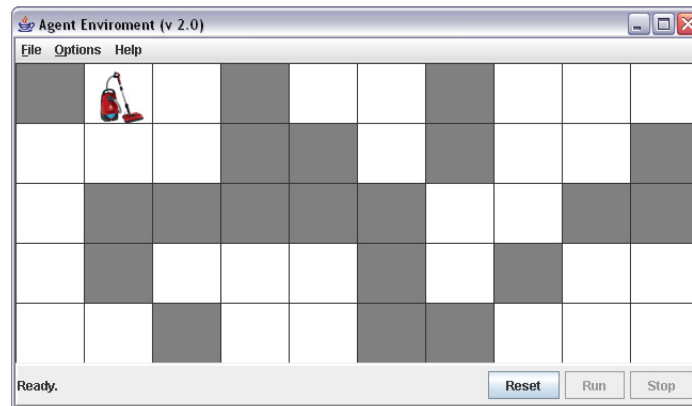 Agent Enviroment (v 2.0)
File Options Help
Ready. Reset Run Stop